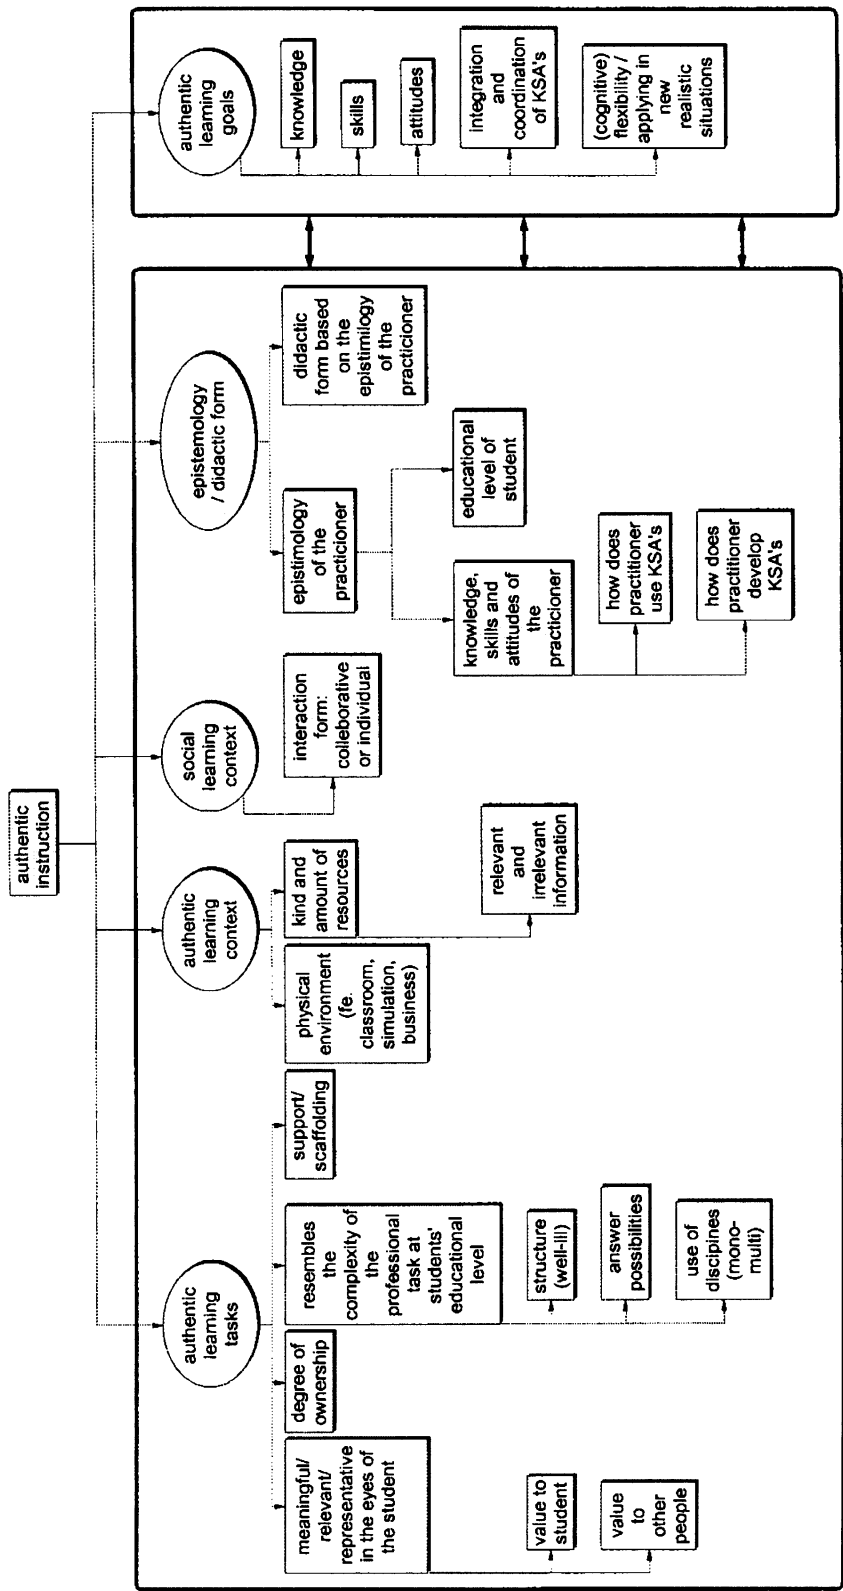 authentic
instruction
authentic
learning
tasks
authentic
learning
context
social
learning
context
epistemology
/ didactic form
authentic
learning
goals
meaningful/
relevant/
representative
in the eyes of
the student
value to
student
value
to
other
people
degree of
ownership
resembles
the
complexity of
the
professional
task at
students'
educational
level
structure
(well-ill)
answer
possibilities
use of
discipines
(mono-
multi)
support/
scaffolding
physical
environment
(fe.
classroom,
simulation,
business)
kind and
amount of
resources
relevant
and
irrelevant
information
interaction
form:
colleborative
or individual
epistimology
of the
practicioner
knowledge,
skills and
attitudes of
the
practicioner
how does
practitioner
use KSA's
how does
practitioner
develop
KSA's
educational
level of
student
didactic
form based
on the
epistimilogy
of the
practicioner
knowledge
skills
attitudes
integration
and
coordination
of KSA's
(cognitive)
flexibility /
applying in
new
realistic
situations